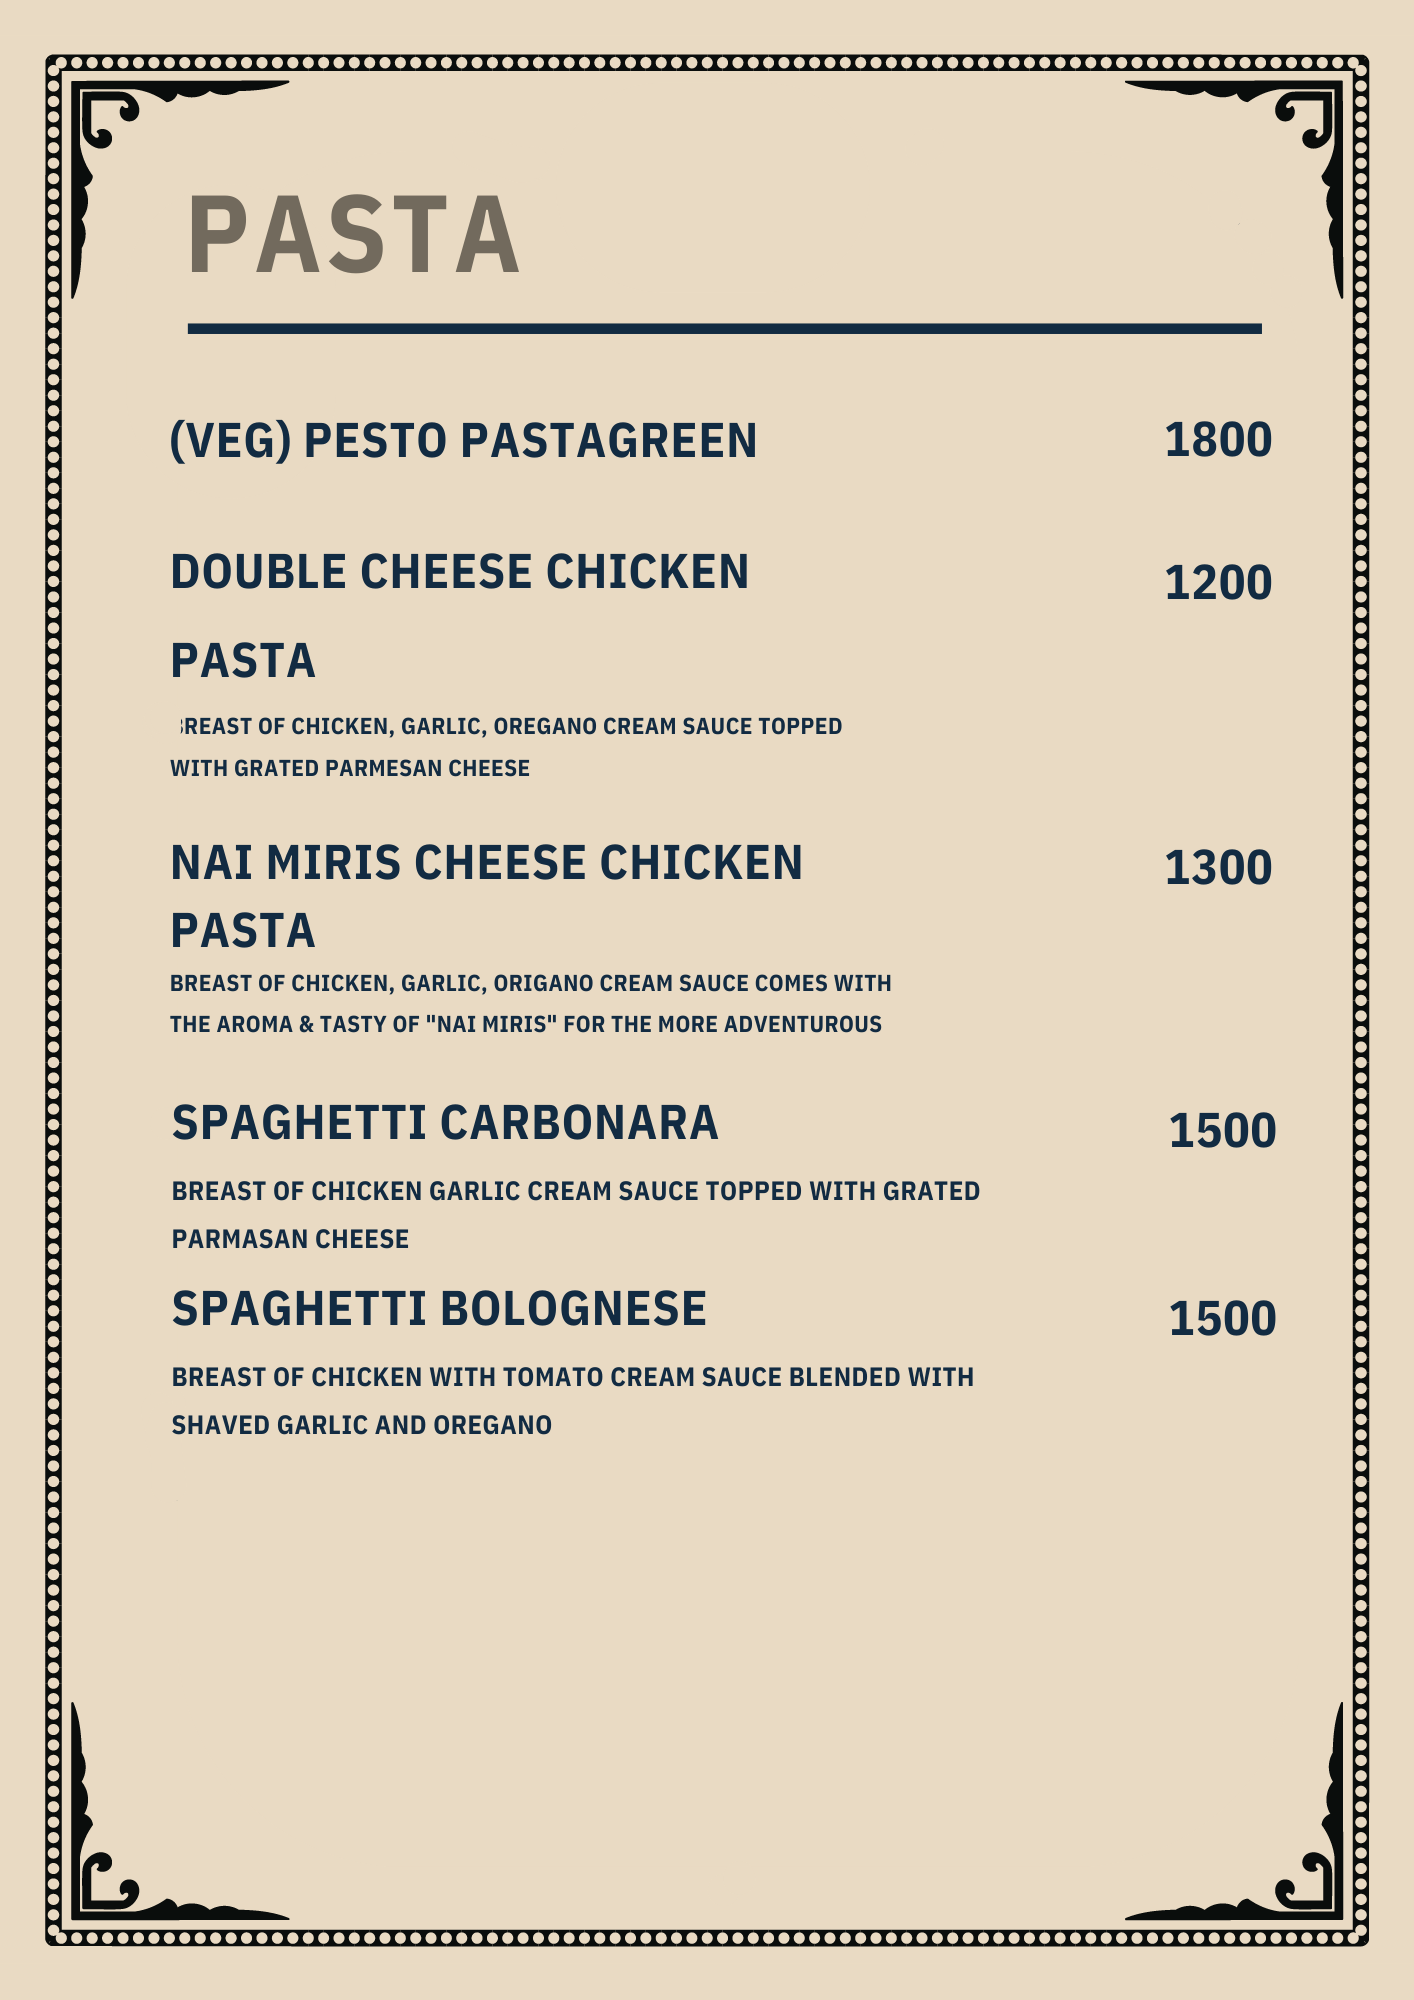 PASTA
(VEG) PESTO PASTAGREEN 1800
DOUBLE CHEESE CHICKEN 1200
PASTA
BREAST OF CHICKEN, GARLIC, OREGANO CREAM SAUCE TOPPED
WITH GRATED PARMESAN CHEESE
NAI MIRIS CHEESE CHICKEN 1300
PASTA
BREAST OF CHICKEN, GARLIC, ORIGANO CREAM SAUCE COMES WITH
THE AROMA & TASTY OF "NAI MIRIS" FOR THE MORE ADVENTUROUS
SPAGHETTI CARBONARA 1500
BREAST OF CHICKEN GARLIC CREAM SAUCE TOPPED WITH GRATED
PARMASAN CHEESE
SPAGHETTI BOLOGNESE 1500
BREAST OF CHICKEN WITH TOMATO CREAM SAUCE BLENDED WITH
SHAVED GARLIC AND OREGANO